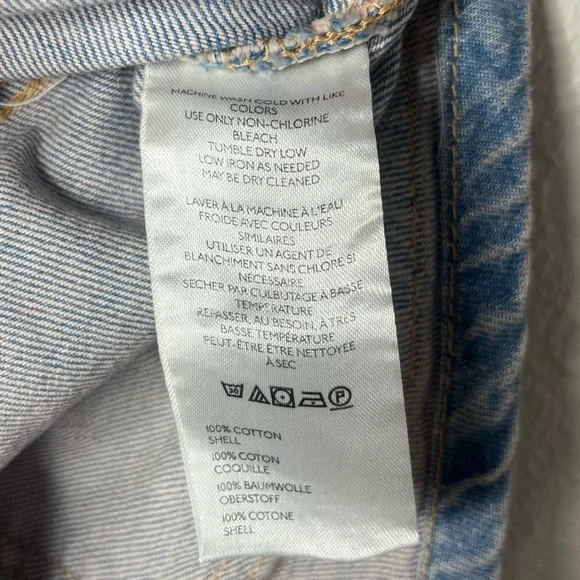 MACHINE WASH COLD WITH LIKE
COLORS
USE ONLY NON-CHLORINE
BLEACH
TUMBLE DRY LOW
LOW IRON AS NEEDED
MAY BE DRY CLEANED
LAVER À LA MACHINE À L'EAU
FROIDE AVEC COULEURS
SIMILAIRES
UTILISER UN AGENT DE
BLANCHIMENT SANS CHLORE SI
NÉCESSAIRE
SECHER PAR CULBUTAGE À BASSE
TEMPÉRATURE
REPASSER, AU BESOIN, À TRÈS
BASSE TEMPÉRATURE
PEUT-ÊTRE ÊTRE NETTOYÉE
À SEC
30 P
100% COTTON
SHELL
100% COTON
COQUILLE
100% BAUMWOLLE
OBERSTOFF
100% COTONE
SHELL